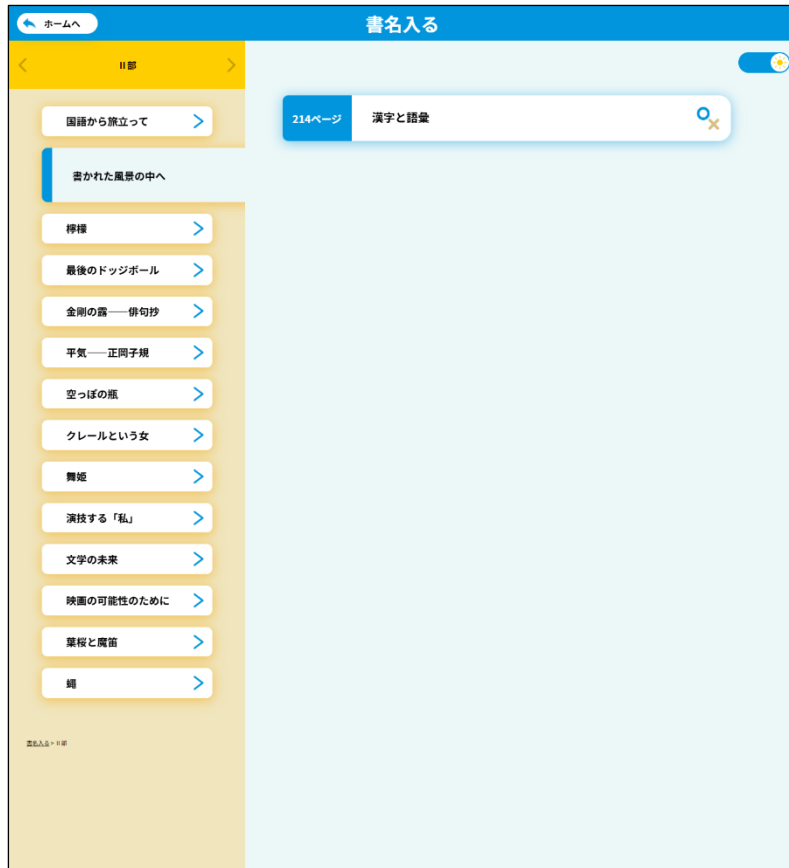 ホームへ
書名入る
II部
国語から旅立って
書かれた風景の中へ
檸檬
最後のドッジボール
金剛の露──俳句抄
平気──正岡子規
空っぽの瓶
クレールという女
舞姫
演技する「私」
文学の未来
映画の可能性のために
葉桜と魔笛
蠅
書名入る > II部
214ページ
漢字と語彙